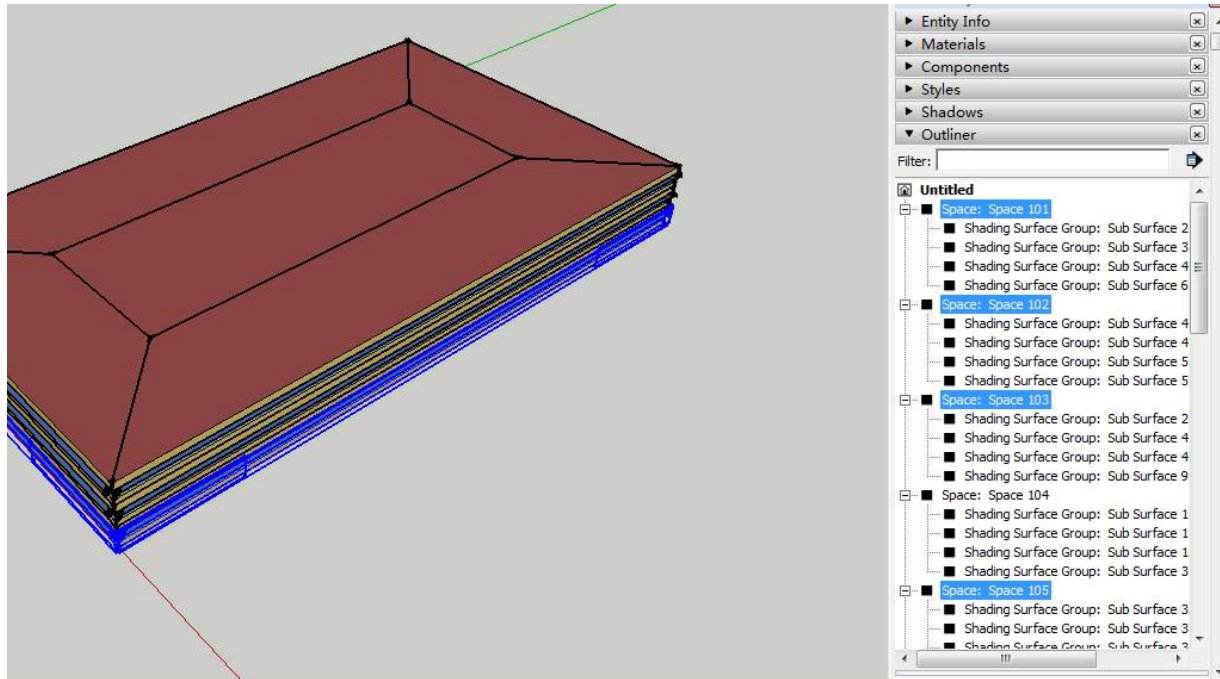 Entity Info
Materials
Components
Styles
Shadows
Outliner
Filter:
Untitled
Space: Space 101
Shading Surface Group: Sub Surface 2
Shading Surface Group: Sub Surface 3
Shading Surface Group: Sub Surface 4
Shading Surface Group: Sub Surface 6
Space: Space 102
Shading Surface Group: Sub Surface 4
Shading Surface Group: Sub Surface 4
Shading Surface Group: Sub Surface 5
Shading Surface Group: Sub Surface 5
Space: Space 103
Shading Surface Group: Sub Surface 2
Shading Surface Group: Sub Surface 4
Shading Surface Group: Sub Surface 4
Shading Surface Group: Sub Surface 9
Space: Space 104
Shading Surface Group: Sub Surface 1
Shading Surface Group: Sub Surface 1
Shading Surface Group: Sub Surface 1
Shading Surface Group: Sub Surface 3
Space: Space 105
Shading Surface Group: Sub Surface 3
Shading Surface Group: Sub Surface 3
Shading Surface Group: Sub Surface 3